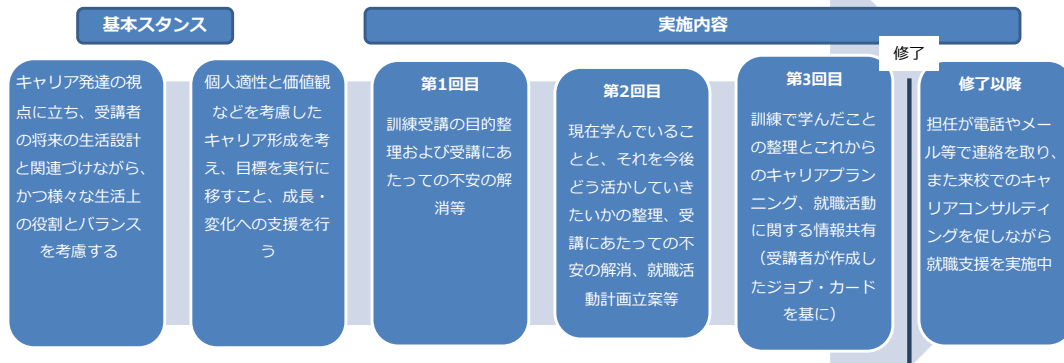 基本スタンス
実施内容
修了
キャリア発達の視
点に立ち、受講者
の将来の生活設計
と関連づけながら、
かつ様々な生活上
の役割とバランス
を考慮する
個人適性と価値観
などを考慮した
キャリア形成を考
え、目標を実行に
移すこと、成長・
変化への支援を行
う
第1回目
訓練受講の目的整
理および受講にあ
たっての不安の解
消等
第2回目
現在学んでいるこ
とと、それを今後
どう活かしていき
たいかの整理、受
講にあたっての不
安の解消、就職活
動計画立案等
第3回目
訓練で学んだこと
の整理とこれから
のキャリアプラン
ニング、就職活動
に関する情報共有
（受講者が作成し
たジョブ・カード
を基に）
修了以降
担任が電話やメー
ル等で連絡を取り、
また来校でのキャ
リアコンサルティ
ングを促しながら
就職支援を実施中